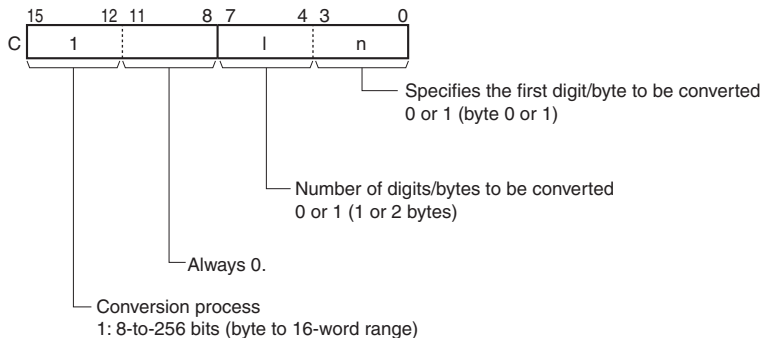 15 12 11 8 7 4 3 0
C 1 l n
Specifies the first digit/byte to be converted
0 or 1 (byte 0 or 1)
Number of digits/bytes to be converted
0 or 1 (1 or 2 bytes)
Always 0.
Conversion process
1: 8-to-256 bits (byte to 16-word range)